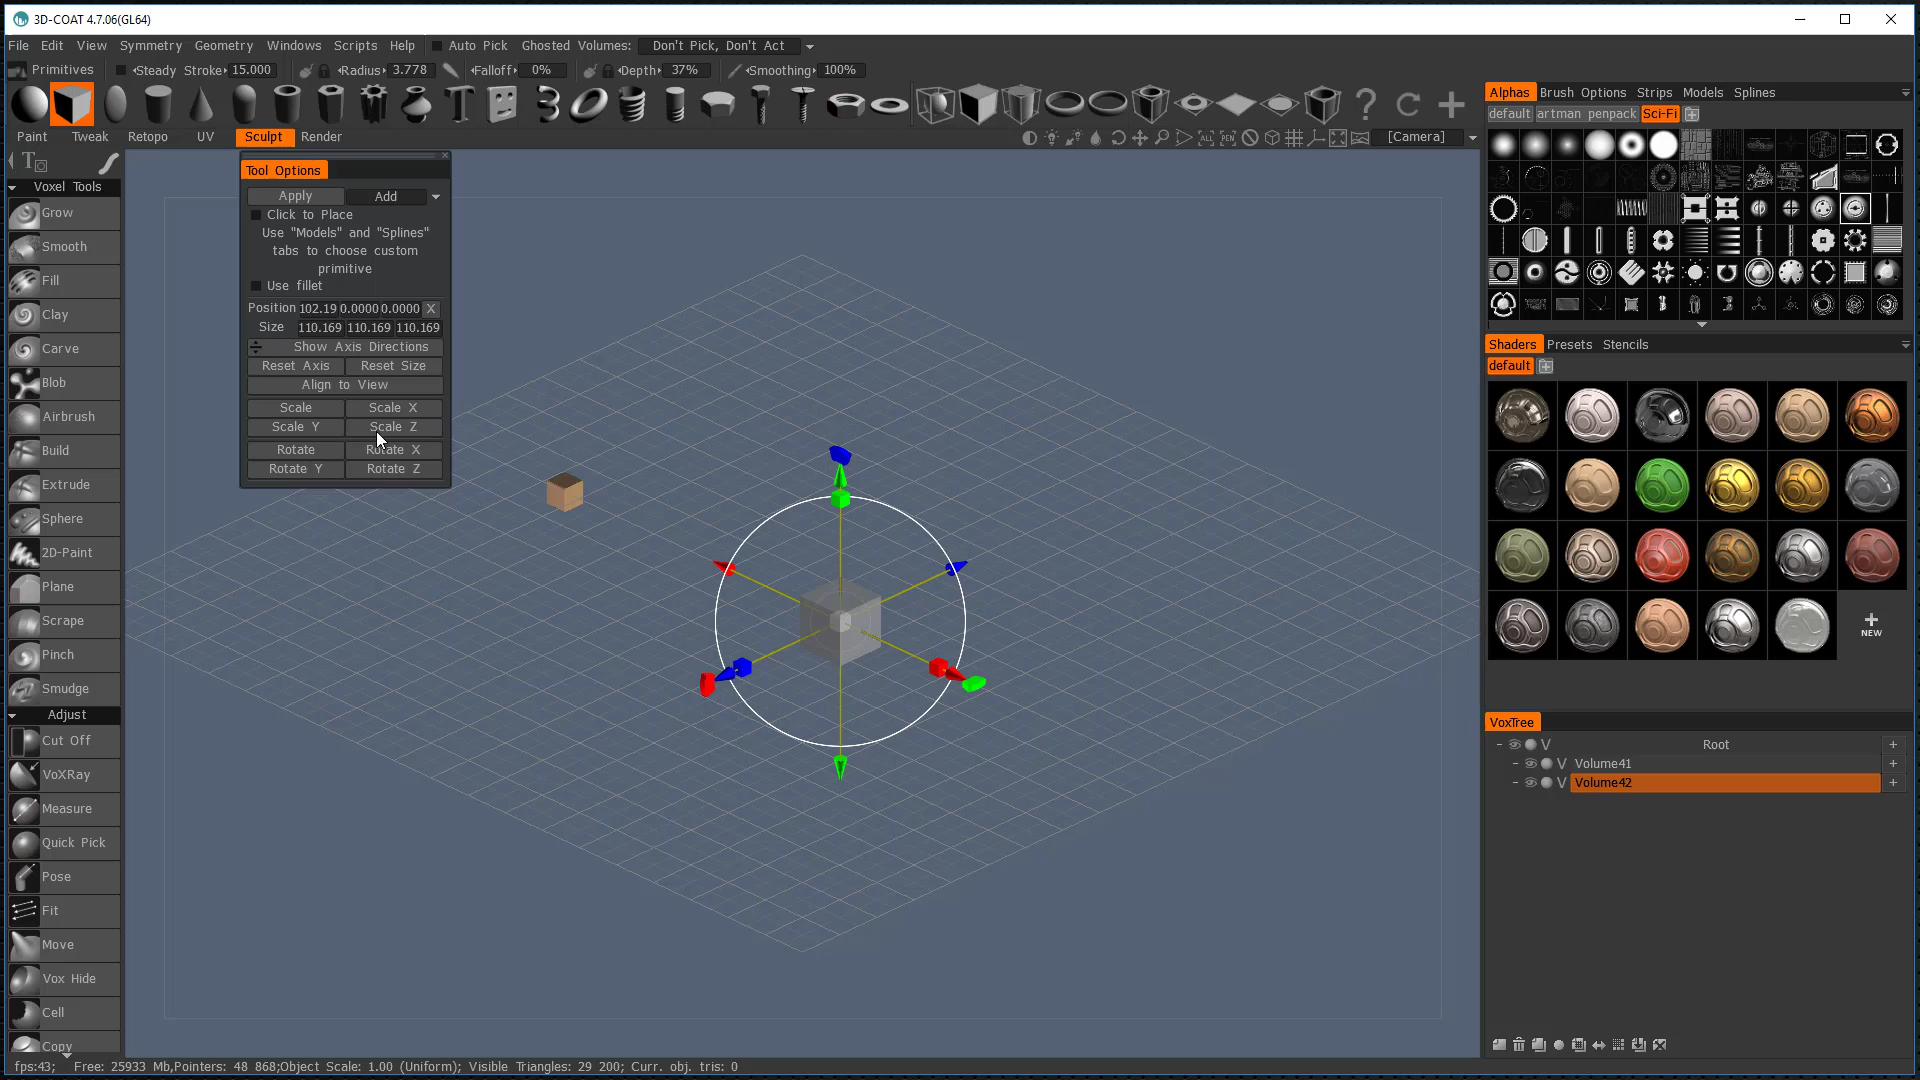 3D-COAT 4.7.06(GL64)
File Edit View Symmetry Geometry Windows Scripts Help Auto Pick Ghosted Volumes: Don't Pick, Don't Act
Primitives Steady Stroke 15.000 Radius 3.778 Falloff 0% Depth 37% Smoothing 100%
Paint Tweak Retopo UV Sculpt Render [Camera]
Tool Options
Apply Add
Click to Place
Use "Models" and "Splines"
tabs to choose custom
primitive
Use fillet
Position 102.19 0.0000 0.0000 X
Size 110.169 110.169 110.169
Show Axis Directions
Reset Axis Reset Size
Align to View
Scale Scale X
Scale Y Scale Z
Rotate Rotate X
Rotate Y Rotate Z
Voxel Tools
Grow
Smooth
Fill
Clay
Carve
Blob
Airbrush
Build
Extrude
Sphere
2D-Paint
Plane
Scrape
Pinch
Smudge
Adjust
Cut Off
VoXRay
Measure
Quick Pick
Pose
Fit
Move
Vox Hide
Cell
Copy
Alphas Brush Options Strips Models Splines
default artman penpack Sci-Fi
Shaders Presets Stencils
default
NEW
VoxTree
V Root +
V Volume41 +
V Volume42 +
fps:43; Free: 25933 Mb,Pointers: 48 868;Object Scale: 1.00 (Uniform); Visible Triangles: 29 200; Curr. obj. tris: 0